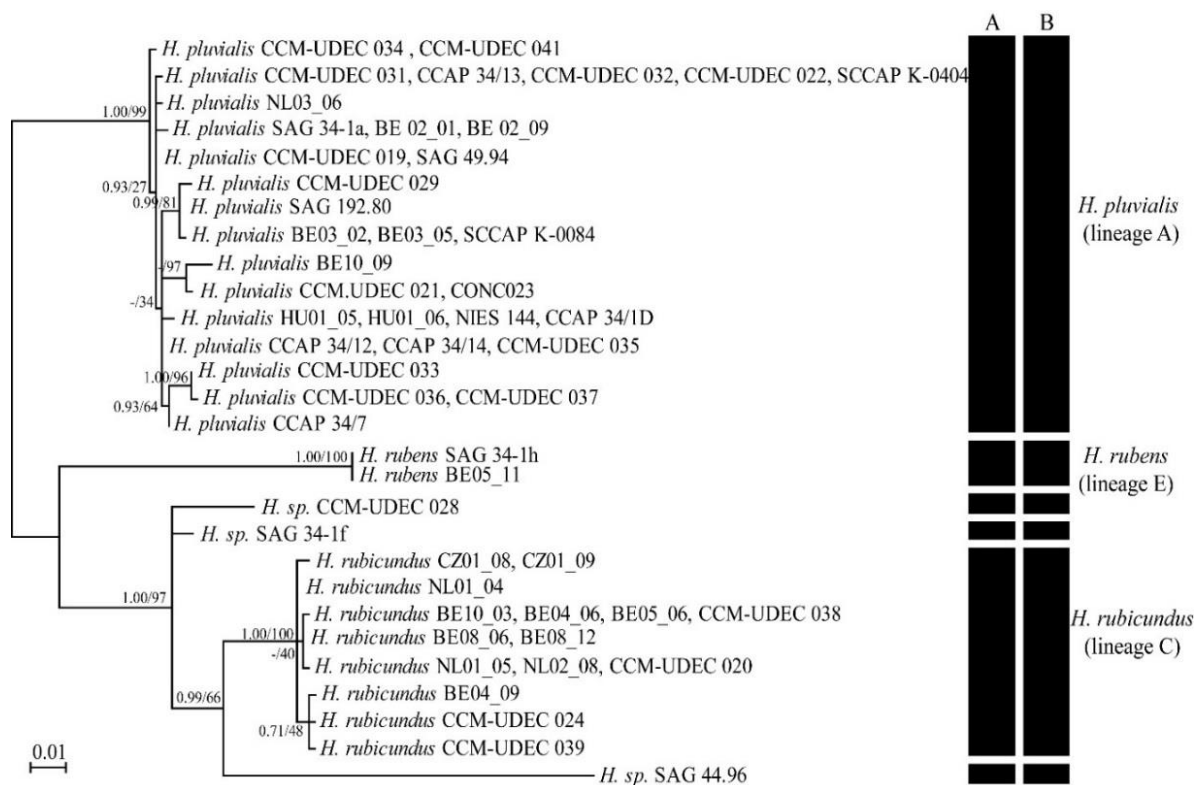 A B
H. pluvialis CCM-UDEC 034 , CCM-UDEC 041
H. pluvialis CCM-UDEC 031, CCAP 34/13, CCM-UDEC 032, CCM-UDEC 022, SCCAP K-0404
H. pluvialis NL03_06
1.00/99
H. pluvialis SAG 34-1a, BE 02_01, BE 02_09
H. pluvialis CCM-UDEC 019, SAG 49.94
H. pluvialis CCM-UDEC 029
0.93/27
0.99/81
H. pluvialis SAG 192.80
H. pluvialis
(lineage A)
H. pluvialis BE03_02, BE03_05, SCCAP K-0084
H. pluvialis BE10_09
-/97
H. pluvialis CCM.UDEC 021, CONC023
-/34
H. pluvialis HU01_05, HU01_06, NIES 144, CCAP 34/1D
H. pluvialis CCAP 34/12, CCAP 34/14, CCM-UDEC 035
H. pluvialis CCM-UDEC 033
1.00/96
H. pluvialis CCM-UDEC 036, CCM-UDEC 037
0.93/64
H. pluvialis CCAP 34/7
1.00/100
H. rubens SAG 34-1h
H. rubens BE05_11
H. rubens
(lineage E)
H. sp. CCM-UDEC 028
H. sp. SAG 34-1f
H. rubicundus CZ01_08, CZ01_09
1.00/97
H. rubicundus NL01_04
H. rubicundus BE10_03, BE04_06, BE05_06, CCM-UDEC 038
H. rubicundus
(lineage C)
1.00/100
H. rubicundus BE08_06, BE08_12
-/40
H. rubicundus NL01_05, NL02_08, CCM-UDEC 020
0.99/66
H. rubicundus BE04_09
H. rubicundus CCM-UDEC 024
0.71/48
H. rubicundus CCM-UDEC 039
0.01
H. sp. SAG 44.96